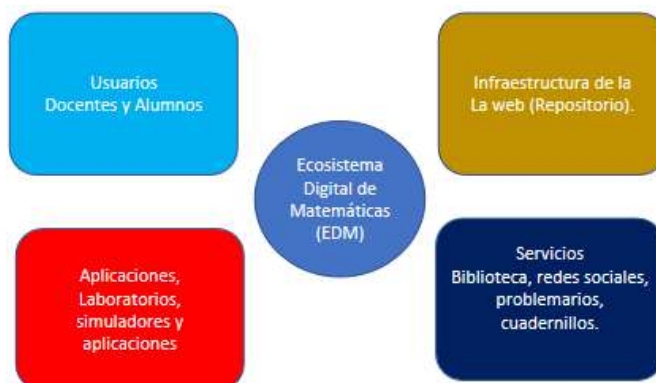 Usuarios
Docentes y Alumnos
Infraestructura de la
La web (Repositorio).
Ecosistema
Digital de
Matemáticas
(EDM)
Aplicaciones,
Laboratorios,
simuladores y
aplicaciones
Servicios
Biblioteca, redes sociales,
problemarios,
cuadernillos.